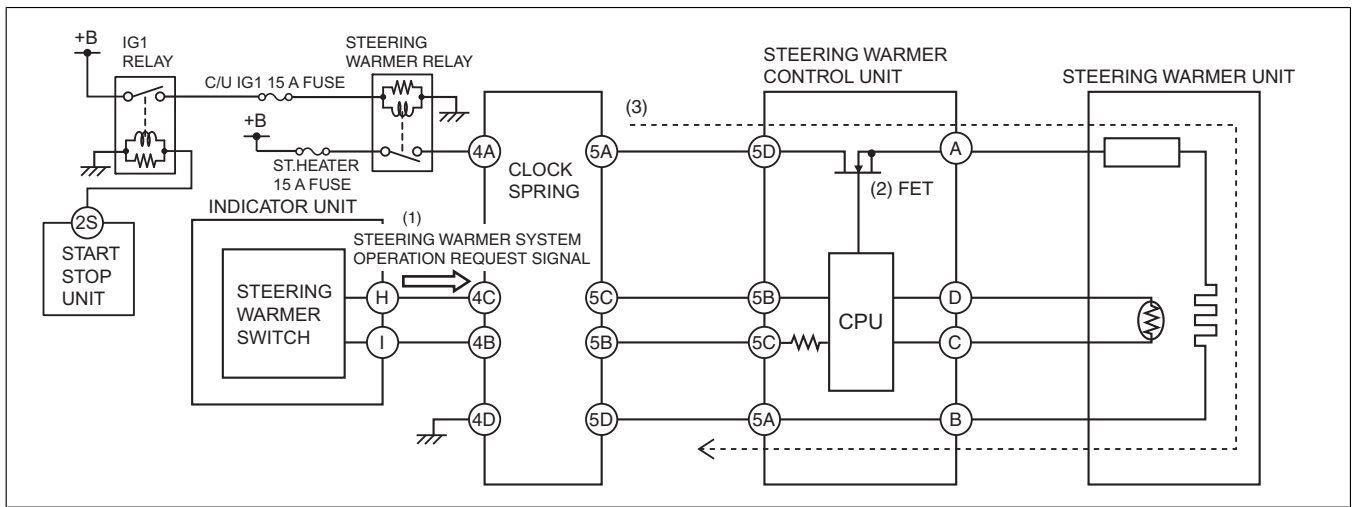 +B
IG1
RELAY
STEERING
WARMER RELAY
C/U IG1 15 A FUSE
+B
ST.HEATER
15 A FUSE
2S
START
STOP
UNIT
INDICATOR UNIT
STEERING
WARMER
SWITCH
H
I
(1)
STEERING WARMER SYSTEM
OPERATION REQUEST SIGNAL
4A
4C
4B
4D
CLOCK
SPRING
5A
5C
5B
5D
(3)
STEERING WARMER
CONTROL UNIT
5D
5B
5C
5A
(2) FET
CPU
A
D
C
B
STEERING WARMER UNIT